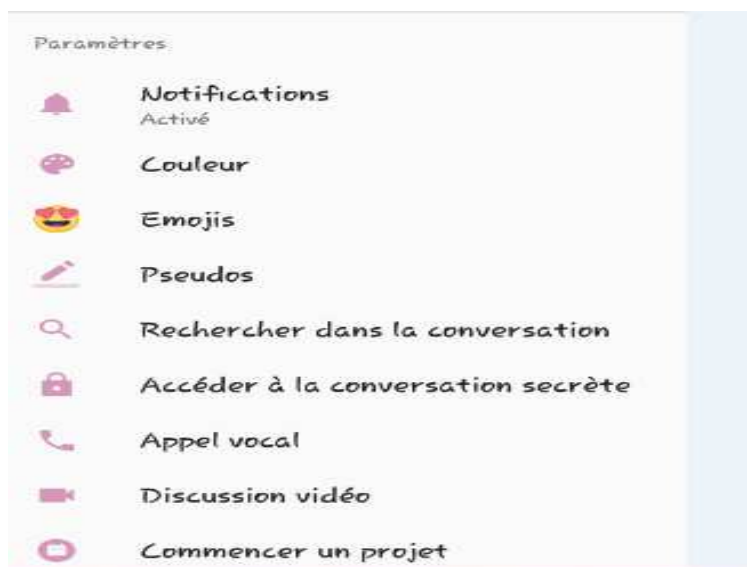 Paramètres
Notifications
Activé
Couleur
Emojis
Pseudos
Rechercher dans la conversation
Accéder à la conversation secrète
Appel vocal
Discussion vidéo
Commencer un projet